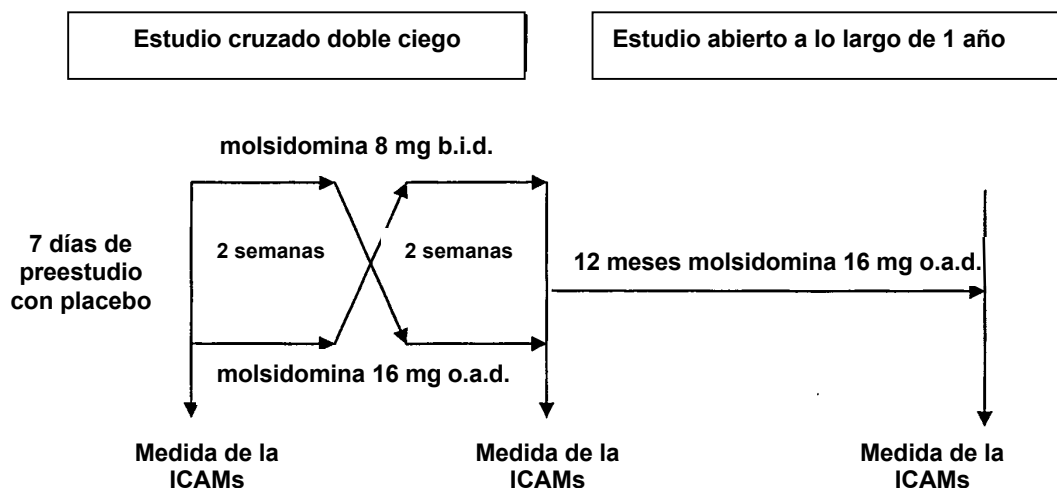 Estudio cruzado doble ciego
Estudio abierto a lo largo de 1 año
molsidomina 8 mg b.i.d.
7 días de
preestudio
con placebo
2 semanas
2 semanas
12 meses molsidomina 16 mg o.a.d.
molsidomina 16 mg o.a.d.
Medida de la
ICAMs
Medida de la
ICAMs
Medida de la
ICAMs